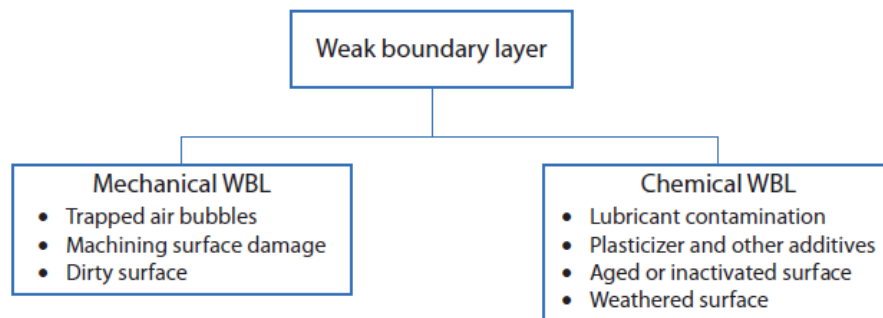 Weak boundary layer
Mechanical WBL
• Trapped air bubbles
• Machining surface damage
• Dirty surface
Chemical WBL
• Lubricant contamination
• Plasticizer and other additives
• Aged or inactivated surface
• Weathered surface